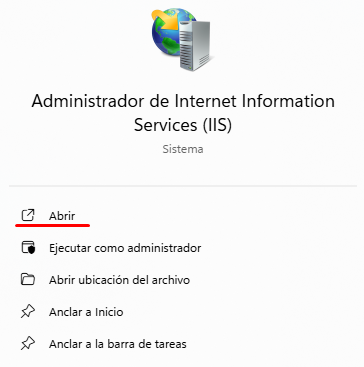 Administrador de Internet Information
Services (IIS)
Sistema
Abrir
Ejecutar como administrador
Abrir ubicación del archivo
Anclar a Inicio
Anclar a la barra de tareas